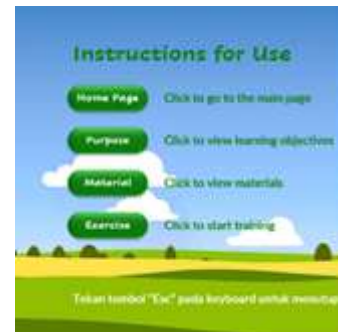 Instructions for Use
Home Page Click to go to the main page
Purpose Click to view learning objectives
Material Click to view materials
Exercise Click to start training
Tekan tombol "Esc" pada keyboard untuk menutup